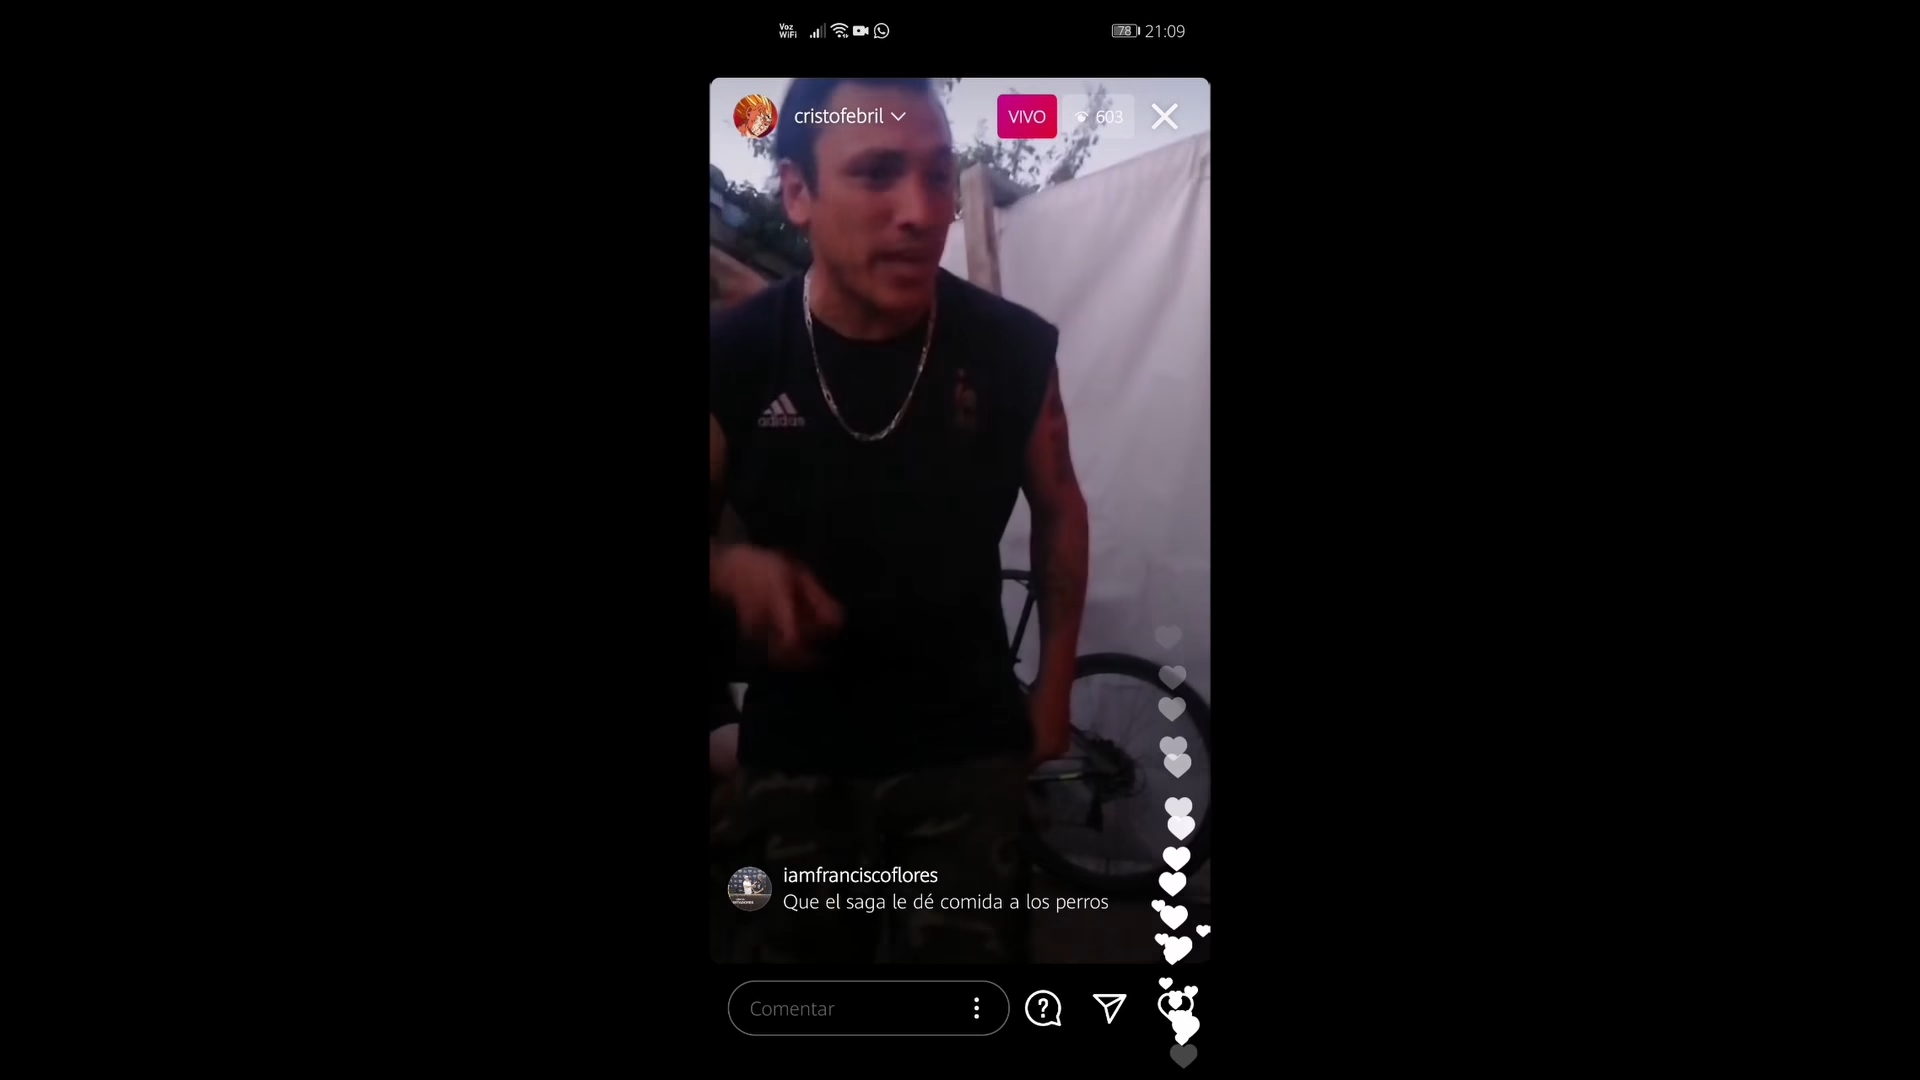 Voz
WiFi
78
21:09
cristofebril
VIVO
603
adidas
iamfranciscoflores
Que el saga le dé comida a los perros
Comentar